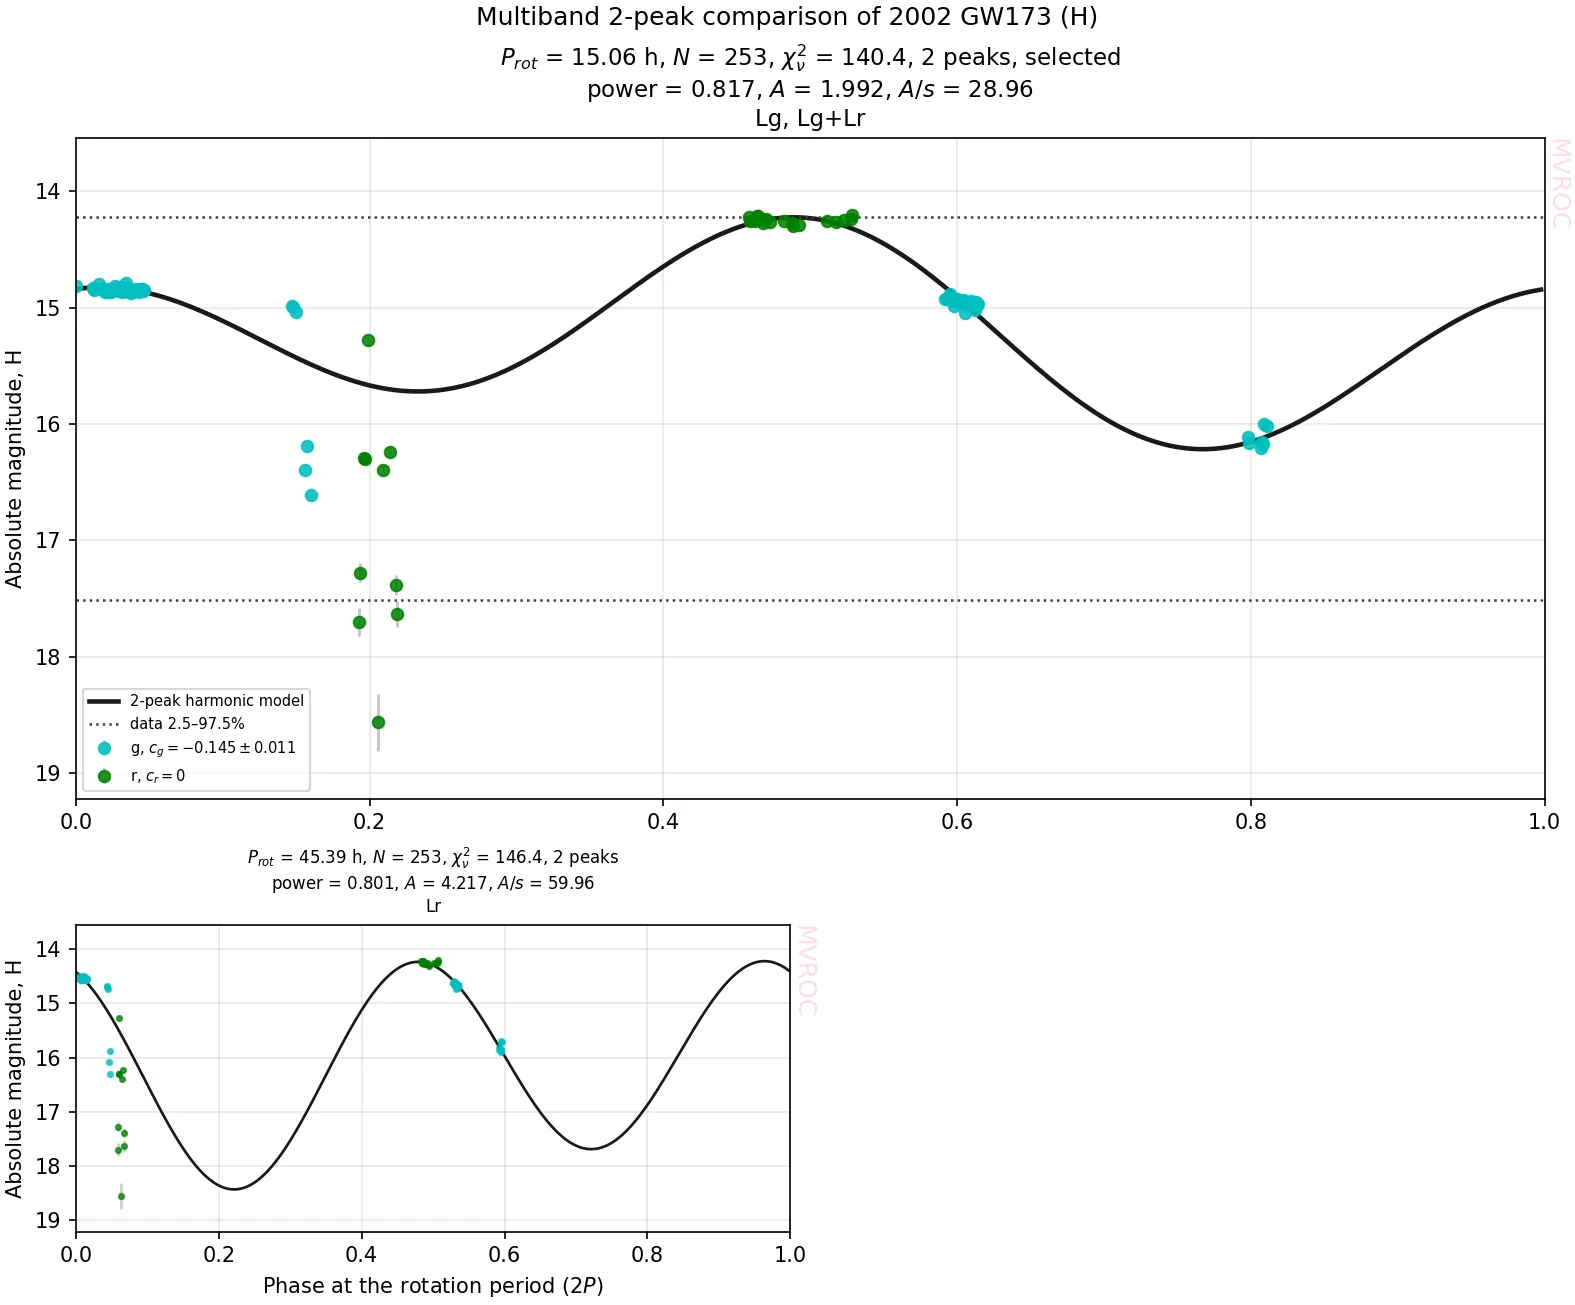 Multiband 2-peak comparison of 2002 GW173 (H)
P_rot = 15.06 h, N = 253, χ²_ν = 140.4, 2 peaks, selected
power = 0.817, A = 1.992, A/s = 28.96
Lg, Lg+Lr
MVROC
14
15
16
17
18
19
Absolute magnitude, H
2-peak harmonic model
data 2.5–97.5%
g, c_g = −0.145 ± 0.011
r, c_r = 0
0.0 0.2 0.4 0.6 0.8 1.0
P_rot = 45.39 h, N = 253, χ²_ν = 146.4, 2 peaks
power = 0.801, A = 4.217, A/s = 59.96
Lr
MVROC
14
15
16
17
18
19
Absolute magnitude, H
0.0 0.2 0.4 0.6 0.8 1.0
Phase at the rotation period (2P)